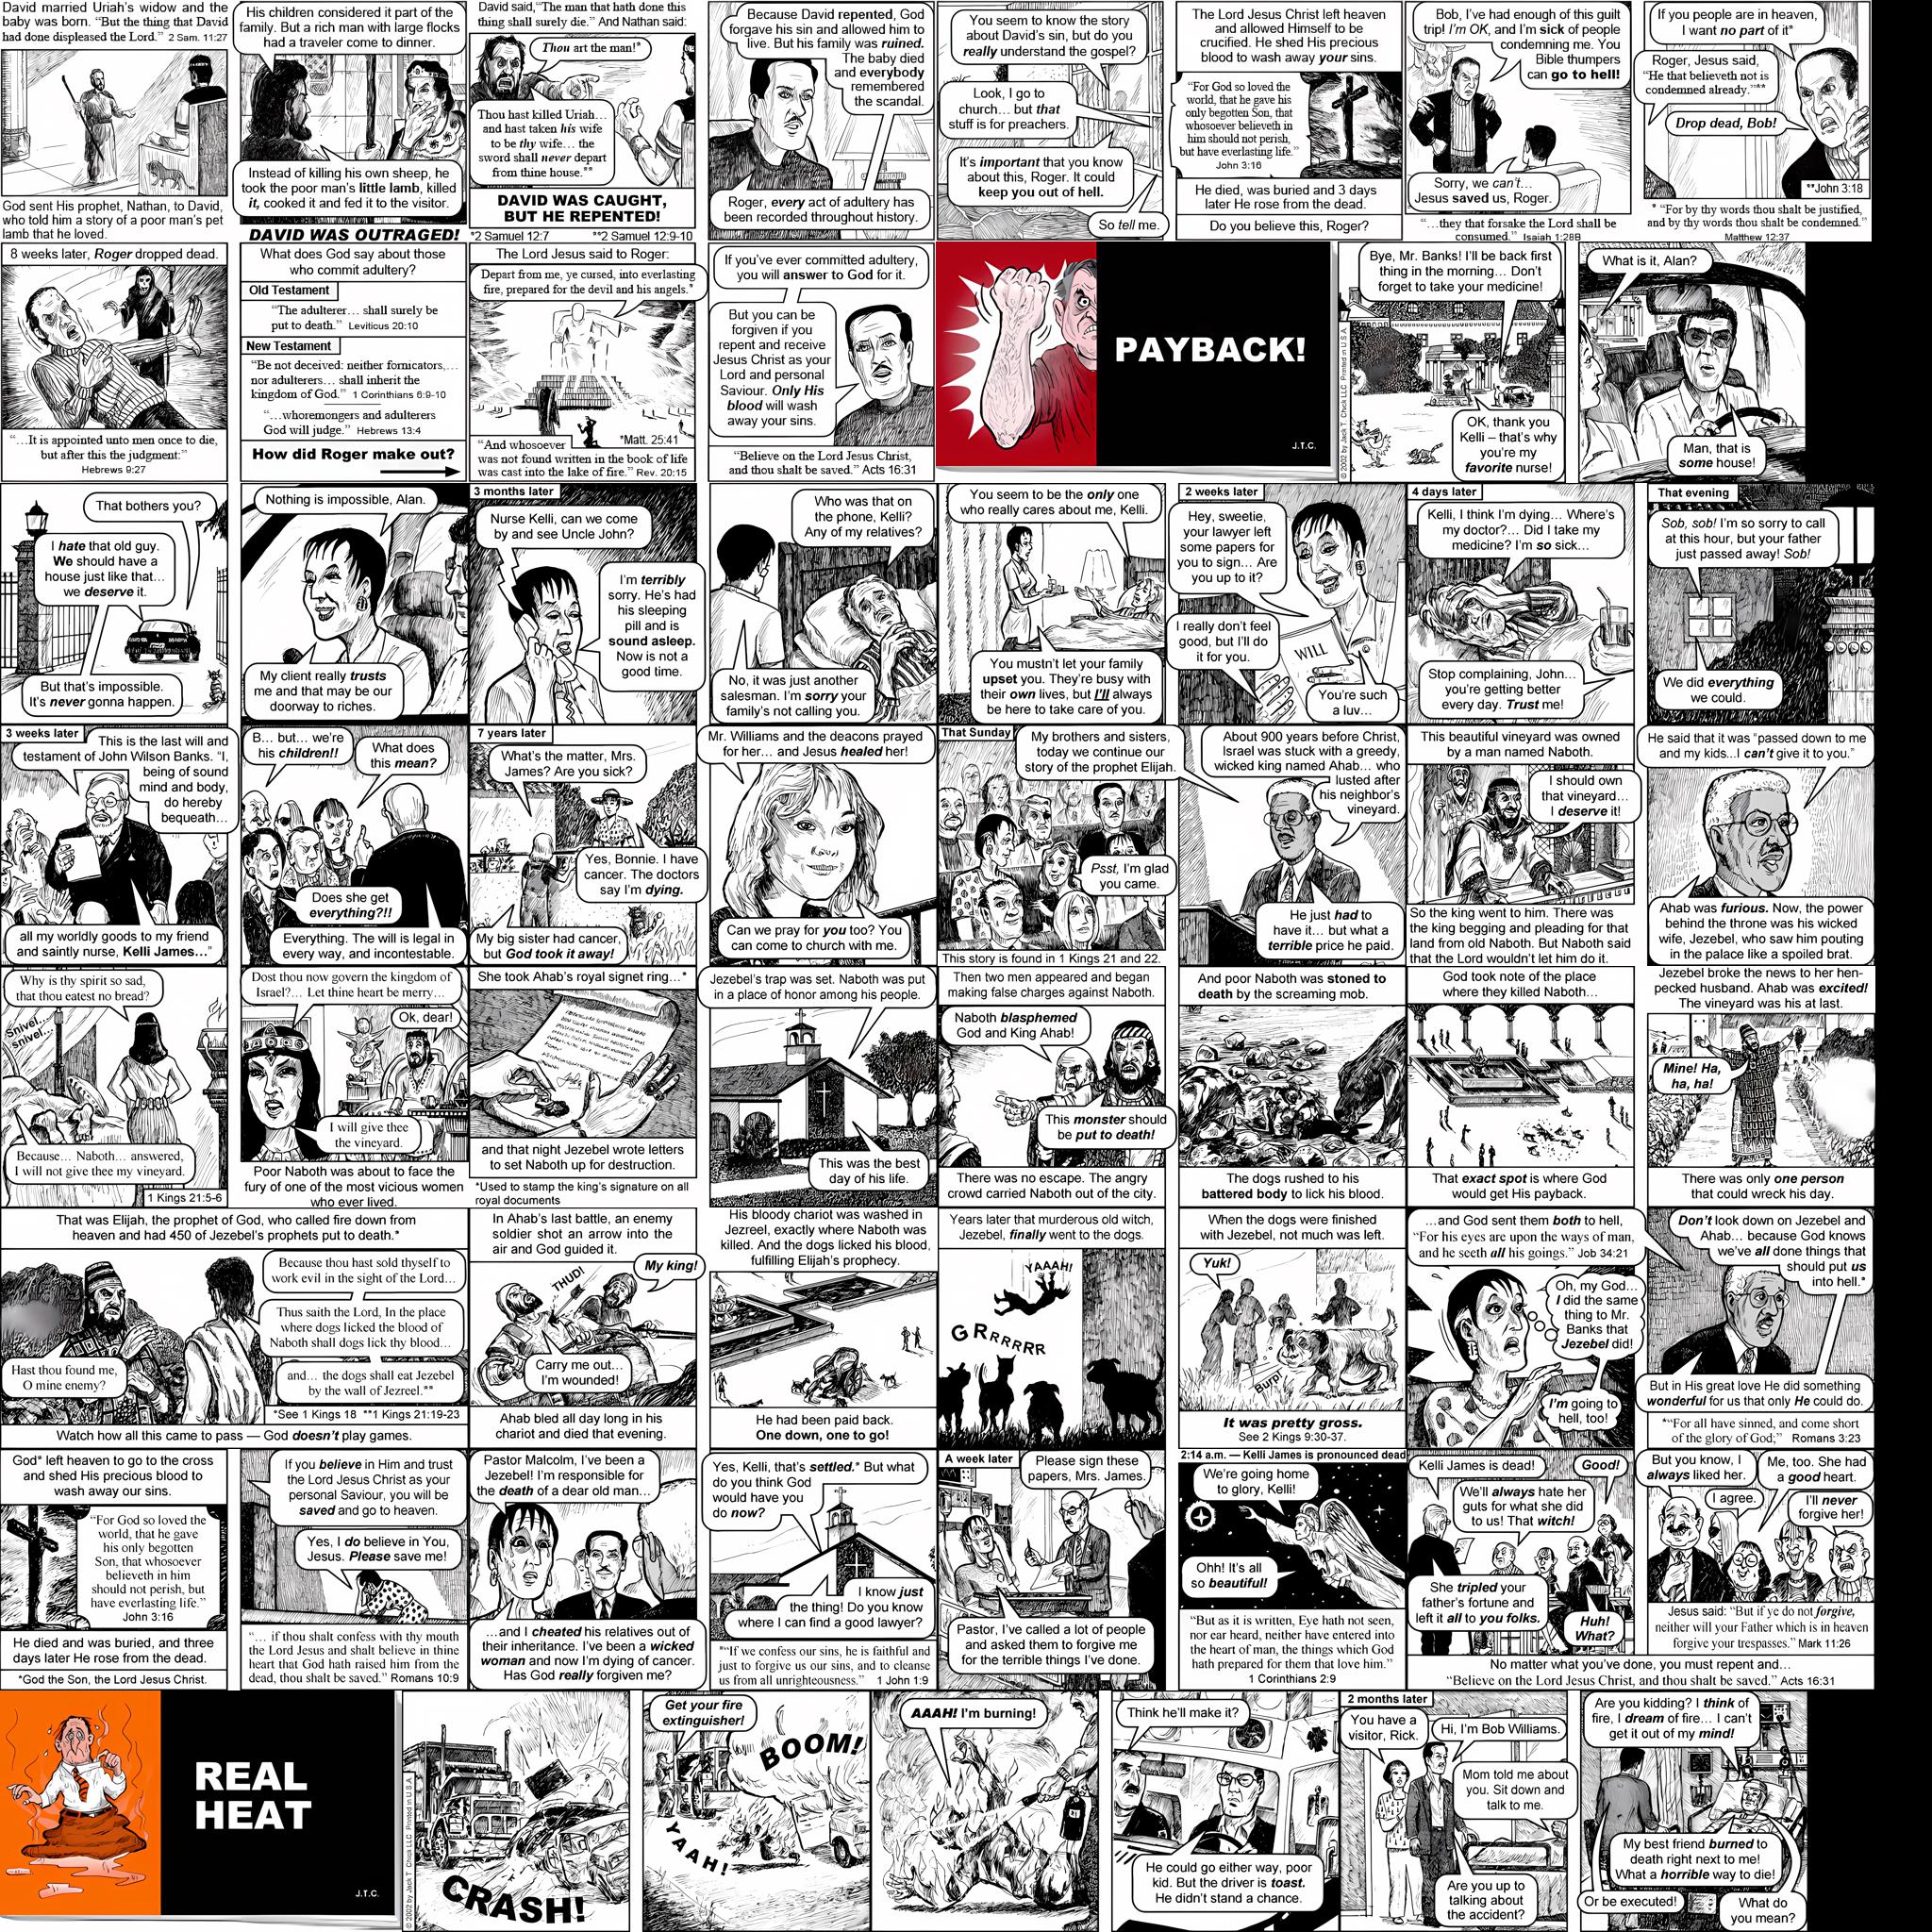 David married Uriah's widow and the
baby was born. "But the thing that David
had done displeased the Lord." 2 Sam. 11:27
God sent His prophet, Nathan, to David,
who told him a story of a poor man's pet
lamb that he loved.
His children considered it part of the
family. But a rich man with large flocks
had a traveler come to dinner.
Instead of killing his own sheep, he
took the poor man's little lamb, killed
it, cooked it and fed it to the visitor.
DAVID WAS OUTRAGED!
David said, "The man that hath done this
thing shall surely die." And Nathan said:
Thou art the man!*
Thou hast killed Uriah...
and hast taken his wife
to be thy wife... the
sword shall never depart
from thine house.**
DAVID WAS CAUGHT,
BUT HE REPENTED!
*2 Samuel 12:7 **2 Samuel 12:9-10
Because David repented, God
forgave his sin and allowed him to
live. But his family was ruined.
The baby died
and everybody
remembered
the scandal.
Roger, every act of adultery has
been recorded throughout history.
You seem to know the story
about David's sin, but do you
really understand the gospel?
Look, I go to
church... but that
stuff is for preachers.
It's important that you know
about this, Roger. It could
keep you out of hell.
So tell me.
The Lord Jesus Christ left heaven
and allowed Himself to be
crucified. He shed His precious
blood to wash away your sins.
"For God so loved the
world, that he gave his
only begotten Son, that
whosoever believeth in
him should not perish,
but have everlasting life."
John 3:16
He died, was buried and 3 days
later He rose from the dead.
Do you believe this, Roger?
Bob, I've had enough of this guilt
trip! I'm OK, and I'm sick of people
condemning me. You
Bible thumpers
can go to hell!
Sorry, we can't...
Jesus saved us, Roger.
"...they that forsake the Lord shall be
consumed." Isaiah 1:28B
If you people are in heaven,
I want no part of it*
Roger, Jesus said,
"He that believeth not is
condemned already."**
Drop dead, Bob!
**John 3:18
* "For by thy words thou shalt be justified,
and by thy words thou shalt be condemned."
Matthew 12:37
8 weeks later, Roger dropped dead.
"...It is appointed unto men once to die,
but after this the judgment:"
Hebrews 9:27
What does God say about those
who commit adultery?
Old Testament
"The adulterer... shall surely be
put to death." Leviticus 20:10
New Testament
"Be not deceived: neither fornicators,...
nor adulterers... shall inherit the
kingdom of God." 1 Corinthians 6:9-10
"...whoremongers and adulterers
God will judge." Hebrews 13:4
How did Roger make out?
The Lord Jesus said to Roger:
Depart from me, ye cursed, into everlasting
fire, prepared for the devil and his angels.*
*Matt. 25:41
"And whosoever
was not found written in the book of life
was cast into the lake of fire." Rev. 20:15
If you've ever committed adultery,
you will answer to God for it.
But you can be
forgiven if you
repent and receive
Jesus Christ as your
Lord and personal
Saviour. Only His
blood will wash
away your sins.
"Believe on the Lord Jesus Christ,
and thou shalt be saved." Acts 16:31
PAYBACK!
J.T.C.
© 2002 by Jack T. Chick LLC Printed in U.S.A
Bye, Mr. Banks! I'll be back first
thing in the morning... Don't
forget to take your medicine!
OK, thank you
Kelli – that's why
you're my
favorite nurse!
What is it, Alan?
Man, that is
some house!
That bothers you?
I hate that old guy.
We should have a
house just like that...
we deserve it.
But that's impossible.
It's never gonna happen.
Nothing is impossible, Alan.
My client really trusts
me and that may be our
doorway to riches.
3 months later
Nurse Kelli, can we come
by and see Uncle John?
I'm terribly
sorry. He's had
his sleeping
pill and is
sound asleep.
Now is not a
good time.
Who was that on
the phone, Kelli?
Any of my relatives?
No, it was just another
salesman. I'm sorry your
family's not calling you.
You seem to be the only one
who really cares about me, Kelli.
You mustn't let your family
upset you. They're busy with
their own lives, but I'll always
be here to take care of you.
2 weeks later
Hey, sweetie,
your lawyer left
some papers for
you to sign... Are
you up to it?
I really don't feel
good, but I'll do
it for you.
WILL
You're such
a luv...
4 days later
Kelli, I think I'm dying... Where's
my doctor?... Did I take my
medicine? I'm so sick...
Stop complaining, John...
you're getting better
every day. Trust me!
That evening
Sob, sob! I'm so sorry to call
at this hour, but your father
just passed away! Sob!
We did everything
we could.
3 weeks later
This is the last will and
testament of John Wilson Banks. "I,
being of sound
mind and body,
do hereby
bequeath...
all my worldly goods to my friend
and saintly nurse, Kelli James..."
B... but... we're
his children!!
What does
this mean?
Does she get
everything?!!
Everything. The will is legal in
every way, and incontestable.
7 years later
What's the matter, Mrs.
James? Are you sick?
Yes, Bonnie. I have
cancer. The doctors
say I'm dying.
My big sister had cancer,
but God took it away!
Mr. Williams and the deacons prayed
for her... and Jesus healed her!
Can we pray for you too? You
can come to church with me.
That Sunday
My brothers and sisters,
today we continue our
story of the prophet Elijah.
Psst, I'm glad
you came.
This story is found in 1 Kings 21 and 22.
About 900 years before Christ,
Israel was stuck with a greedy,
wicked king named Ahab... who
lusted after
his neighbor's
vineyard.
He just had to
have it... but what a
terrible price he paid.
This beautiful vineyard was owned
by a man named Naboth.
I should own
that vineyard...
I deserve it!
So the king went to him. There was
the king begging and pleading for that
land from old Naboth. But Naboth said
that the Lord wouldn't let him do it.
He said that it was "passed down to me
and my kids...I can't give it to you."
Ahab was furious. Now, the power
behind the throne was his wicked
wife, Jezebel, who saw him pouting
in the palace like a spoiled brat.
Why is thy spirit so sad,
that thou eatest no bread?
Snivel...
snivel...
Because... Naboth... answered,
I will not give thee my vineyard.
1 Kings 21:5-6
Dost thou now govern the kingdom of
Israel?... Let thine heart be merry...
Ok, dear!
I will give thee
the vineyard.
Poor Naboth was about to face the
fury of one of the most vicious women
who ever lived.
She took Ahab's royal signet ring...*
and that night Jezebel wrote letters
to set Naboth up for destruction.
*Used to stamp the king's signature on all
royal documents
Jezebel's trap was set. Naboth was put
in a place of honor among his people.
This was the best
day of his life.
Then two men appeared and began
making false charges against Naboth.
Naboth blasphemed
God and King Ahab!
This monster should
be put to death!
There was no escape. The angry
crowd carried Naboth out of the city.
And poor Naboth was stoned to
death by the screaming mob.
The dogs rushed to his
battered body to lick his blood.
God took note of the place
where they killed Naboth...
That exact spot is where God
would get His payback.
Jezebel broke the news to her hen-
pecked husband. Ahab was excited!
The vineyard was his at last.
Mine! Ha,
ha, ha!
There was only one person
that could wreck his day.
That was Elijah, the prophet of God, who called fire down from
heaven and had 450 of Jezebel's prophets put to death.*
Because thou hast sold thyself to
work evil in the sight of the Lord...
Thus saith the Lord, In the place
where dogs licked the blood of
Naboth shall dogs lick thy blood...
Hast thou found me,
O mine enemy?
and... the dogs shall eat Jezebel
by the wall of Jezreel.**
*See 1 Kings 18 **1 Kings 21:19-23
Watch how all this came to pass — God doesn't play games.
In Ahab's last battle, an enemy
soldier shot an arrow into the
air and God guided it.
My king!
THUD!
Carry me out...
I'm wounded!
Ahab bled all day long in his
chariot and died that evening.
His bloody chariot was washed in
Jezreel, exactly where Naboth was
killed. And the dogs licked his blood,
fulfilling Elijah's prophecy.
He had been paid back.
One down, one to go!
Years later that murderous old witch,
Jezebel, finally went to the dogs.
YAAAH!
GRRRRRR
When the dogs were finished
with Jezebel, not much was left.
Yuk!
Burp!
It was pretty gross.
See 2 Kings 9:30-37.
...and God sent them both to hell,
"For his eyes are upon the ways of man,
and he seeth all his goings." Job 34:21
Oh, my God...
I did the same
thing to Mr.
Banks that
Jezebel did!
I'm going to
hell, too!
Don't look down on Jezebel and
Ahab... because God knows
we've all done things that
should put us
into hell.*
But in His great love He did something
wonderful for us that only He could do.
*"For all have sinned, and come short
of the glory of God;" Romans 3:23
God* left heaven to go to the cross
and shed His precious blood to
wash away our sins.
"For God so loved the
world, that he gave
his only begotten
Son, that whosoever
believeth in him
should not perish, but
have everlasting life."
John 3:16
He died and was buried, and three
days later He rose from the dead.
*God the Son, the Lord Jesus Christ.
If you believe in Him and trust
the Lord Jesus Christ as your
personal Saviour, you will be
saved and go to heaven.
Yes, I do believe in You,
Jesus. Please save me!
"... if thou shalt confess with thy mouth
the Lord Jesus and shalt believe in thine
heart that God hath raised him from the
dead, thou shalt be saved." Romans 10:9
Pastor Malcolm, I've been a
Jezebel! I'm responsible for
the death of a dear old man...
...and I cheated his relatives out of
their inheritance. I've been a wicked
woman and now I'm dying of cancer.
Has God really forgiven me?
Yes, Kelli, that's settled.* But what
do you think God
would have you
do now?
I know just
the thing! Do you know
where I can find a good lawyer?
*"If we confess our sins, he is faithful and
just to forgive us our sins, and to cleanse
us from all unrighteousness." 1 John 1:9
A week later
Please sign these
papers, Mrs. James.
Pastor, I've called a lot of people
and asked them to forgive me
for the terrible things I've done.
2:14 a.m. — Kelli James is pronounced dead
We're going home
to glory, Kelli!
Ohh! It's all
so beautiful!
"But as it is written, Eye hath not seen,
nor ear heard, neither have entered into
the heart of man, the things which God
hath prepared for them that love him."
1 Corinthians 2:9
Kelli James is dead!
Good!
We'll always hate her
guts for what she did
to us! That witch!
She tripled your
father's fortune and
left it all to you folks.
Huh!
What?
But you know, I
always liked her.
Me, too. She had
a good heart.
I agree.
I'll never
forgive her!
Jesus said: "But if ye do not forgive,
neither will your Father which is in heaven
forgive your trespasses." Mark 11:26
No matter what you've done, you must repent and...
"Believe on the Lord Jesus Christ, and thou shalt be saved." Acts 16:31
REAL
HEAT
J.T.C.
© 2002 by Jack T. Chick LLC Printed in U.S.A
CRASH!
Get your fire
extinguisher!
BOOM!
YAAH!
AAAH! I'm burning!
Think he'll make it?
He could go either way, poor
kid. But the driver is toast.
He didn't stand a chance.
2 months later
You have a
visitor, Rick.
Hi, I'm Bob Williams.
Mom told me about
you. Sit down and
talk to me.
Are you up to
talking about
the accident?
Are you kidding? I think of
fire, I dream of fire... I can't
get it out of my mind!
My best friend burned to
death right next to me!
What a horrible way to die!
Or be executed!
What do
you mean?